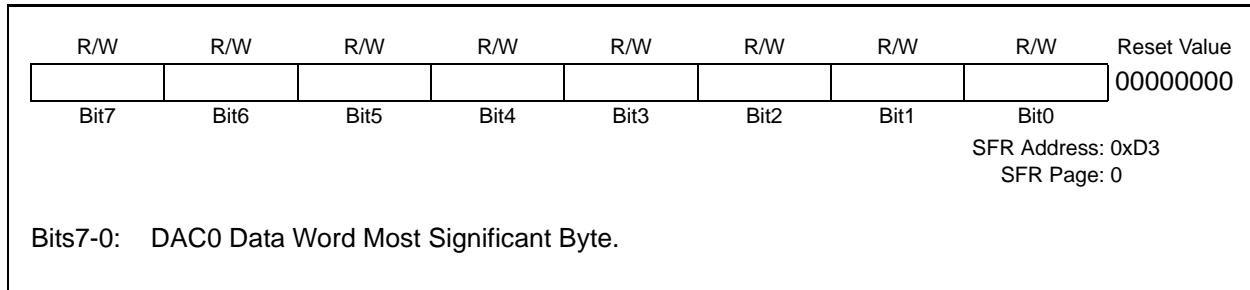 R/W R/W R/W R/W R/W R/W R/W R/W Reset Value
00000000
Bit7 Bit6 Bit5 Bit4 Bit3 Bit2 Bit1 Bit0
SFR Address: 0xD3
SFR Page: 0
Bits7-0: DAC0 Data Word Most Significant Byte.